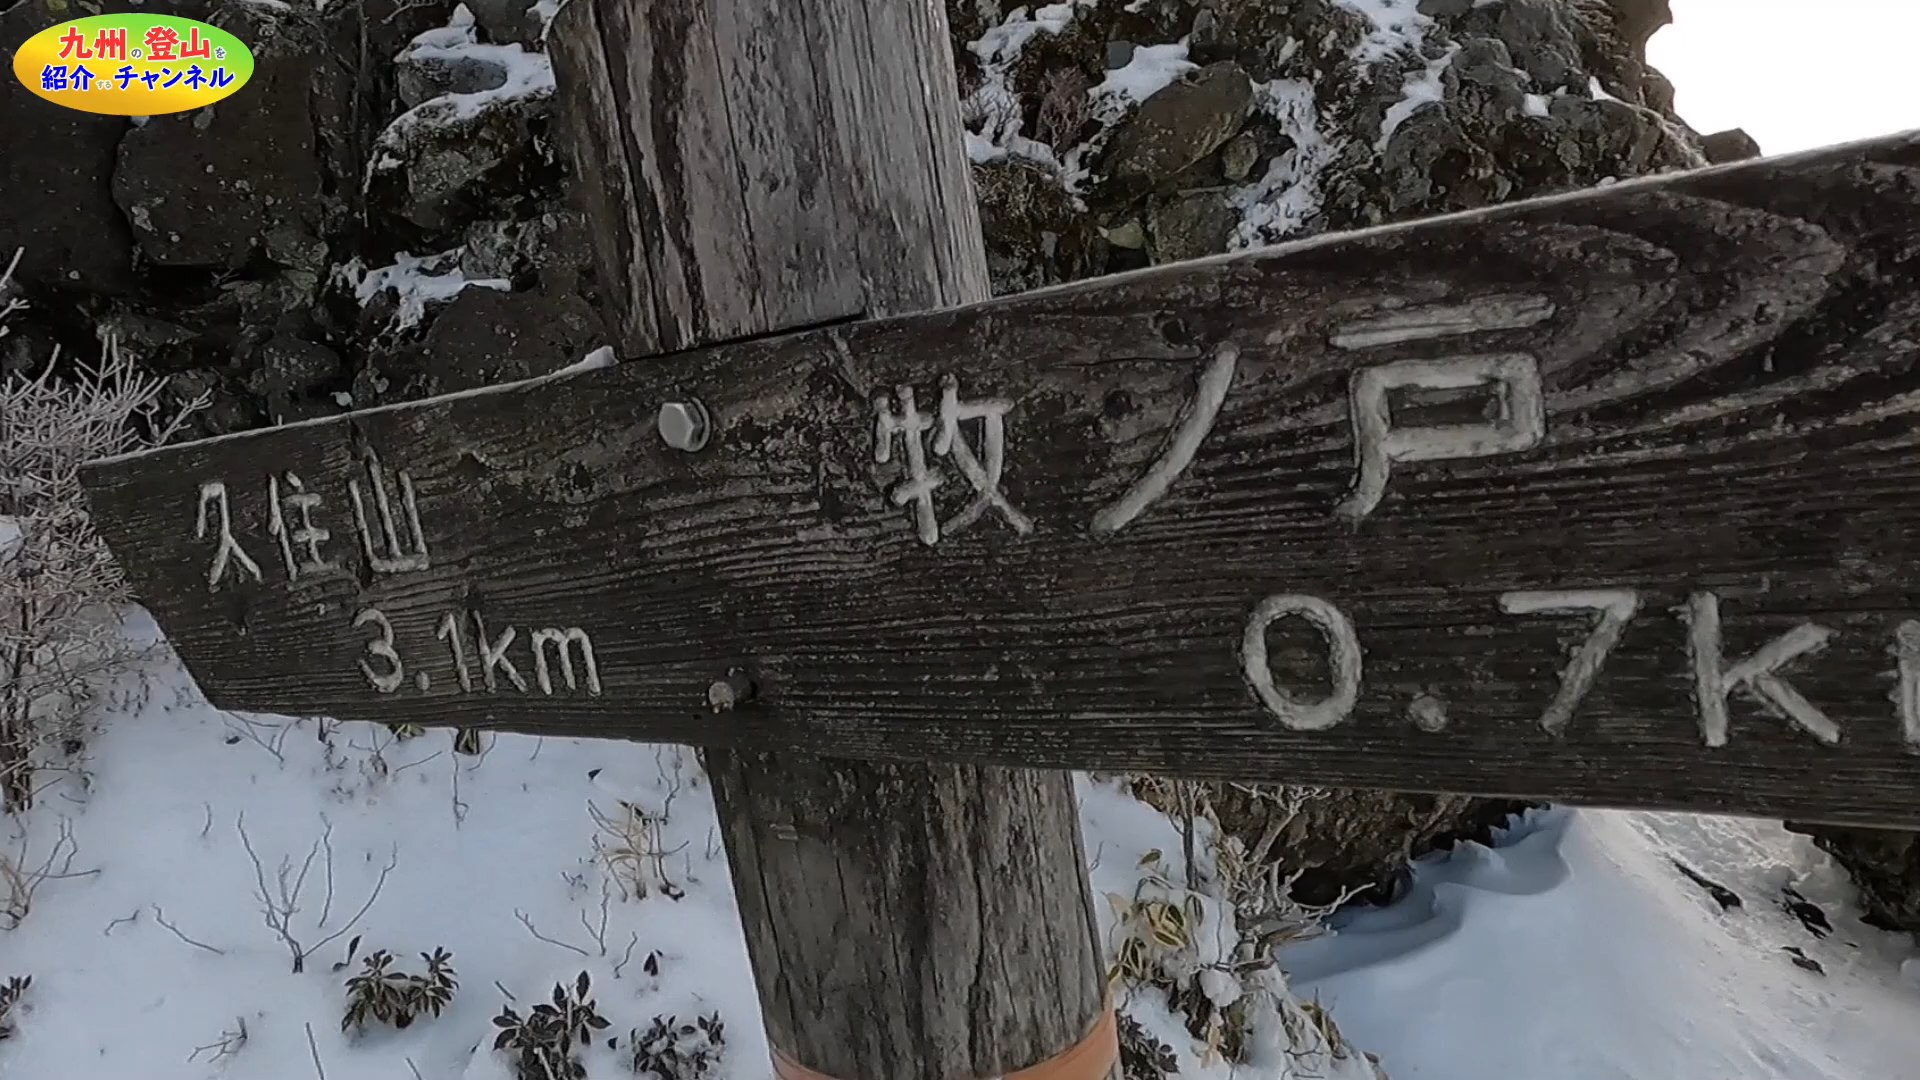 九州の登山を
紹介するチャンネル
久住山
3.1km
牧ノ戸
0.7k